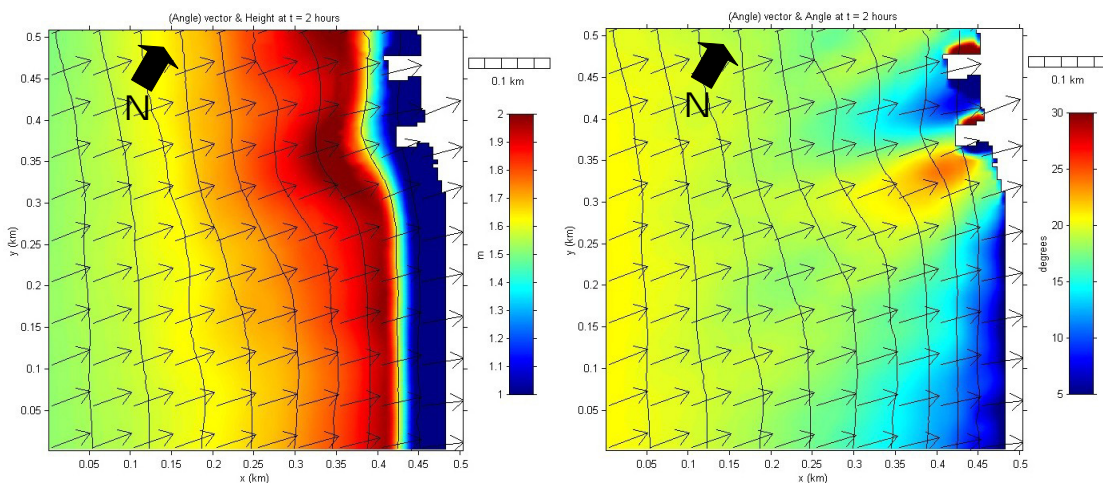 (Angle) vector & Height at t = 2 hours
0.5
0.45
0.4
0.35
0.3
0.25
0.2
0.15
0.1
0.05
y (km)
0.05 0.1 0.15 0.2 0.25 0.3 0.35 0.4 0.45 0.5
x (km)
N
0.1 km
2
1.9
1.8
1.7
1.6
1.5
1.4
1.3
1.2
1.1
1
m
(Angle) vector & Angle at t = 2 hours
0.5
0.45
0.4
0.35
0.3
0.25
0.2
0.15
0.1
0.05
y (km)
0.05 0.1 0.15 0.2 0.25 0.3 0.35 0.4 0.45 0.5
x (km)
N
0.1 km
30
25
20
15
10
5
degrees